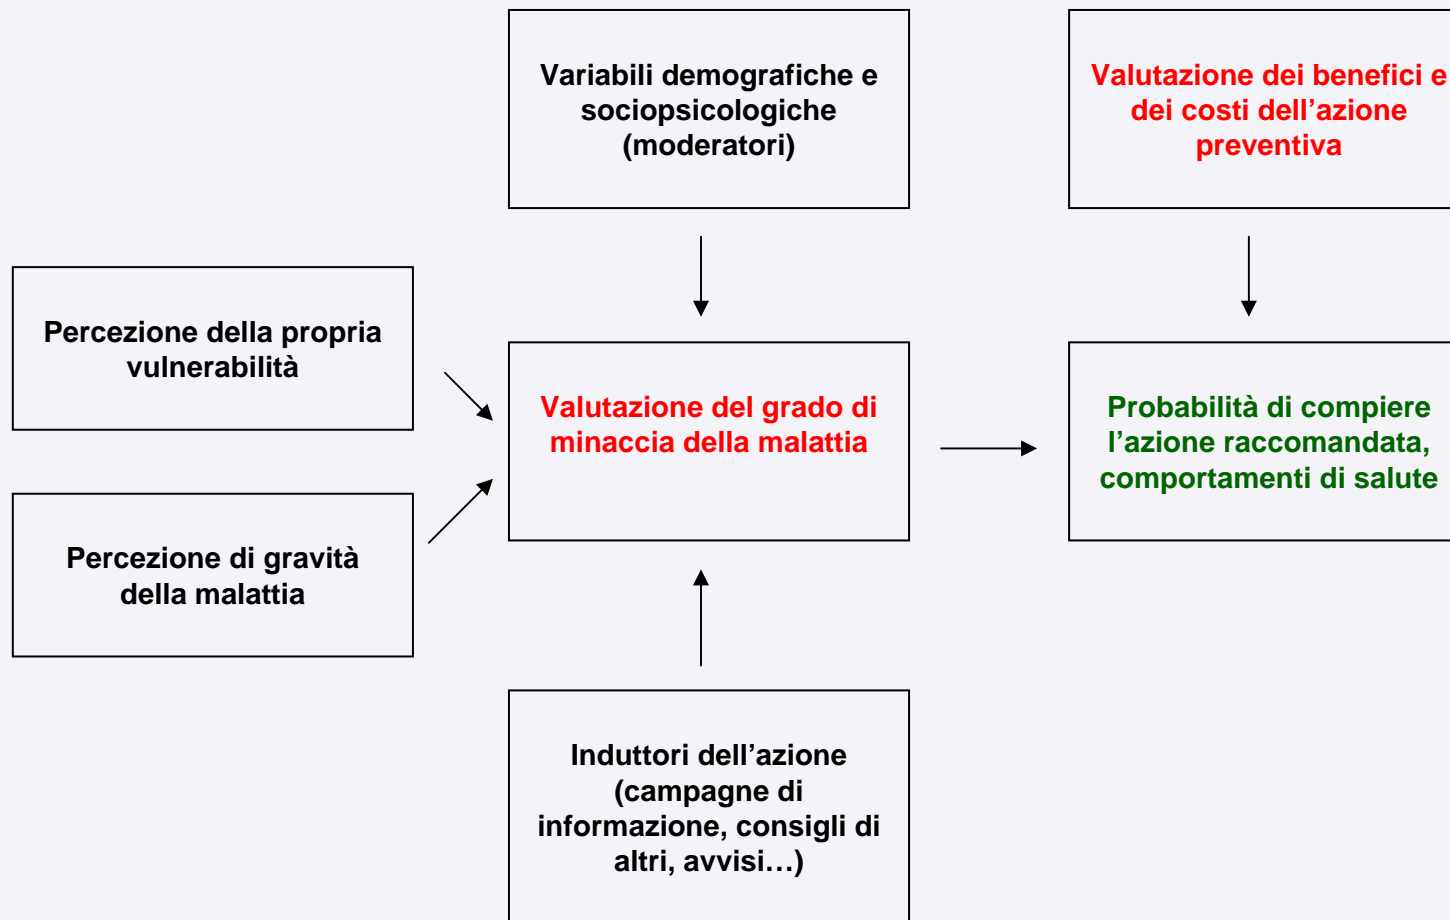 Variabili demografiche e
sociopsicologiche
(moderatori)
Valutazione dei benefici e
dei costi dell’azione
preventiva
Percezione della propria
vulnerabilità
Valutazione del grado di
minaccia della malattia
Probabilità di compiere
l’azione raccomandata,
comportamenti di salute
Percezione di gravità
della malattia
Induttori dell’azione
(campagne di
informazione, consigli di
altri, avvisi…)